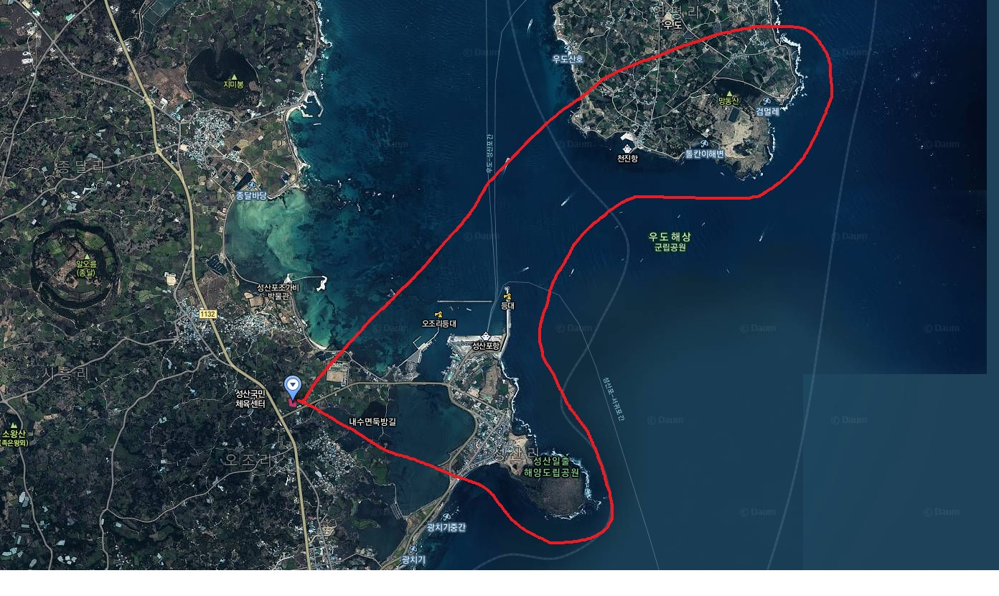 연평리
우도
© Daum
© Daum
우도산호
지미봉
망동산
검멀레
우도-성산포간
© Daum
© Daum
© Daum
돌칸이해변
천진항
종달리
종달바당
© Daum
우도해상
군립공원
© Daum
알오름
(종달)
성산포조가비
박물관
등대
1132
오조리등대
© Daum
© Daum
© Daum
© Daum
성산포항
시흥리
성산국민
체육센터
성산포-서귀포간
내수면둑방길
© Daum
© Daum
소왕산
(족은왕뫼)
오조리
성산리
성산일출
해양도립공원
© Daum
© Daum
광치기중간
광치기